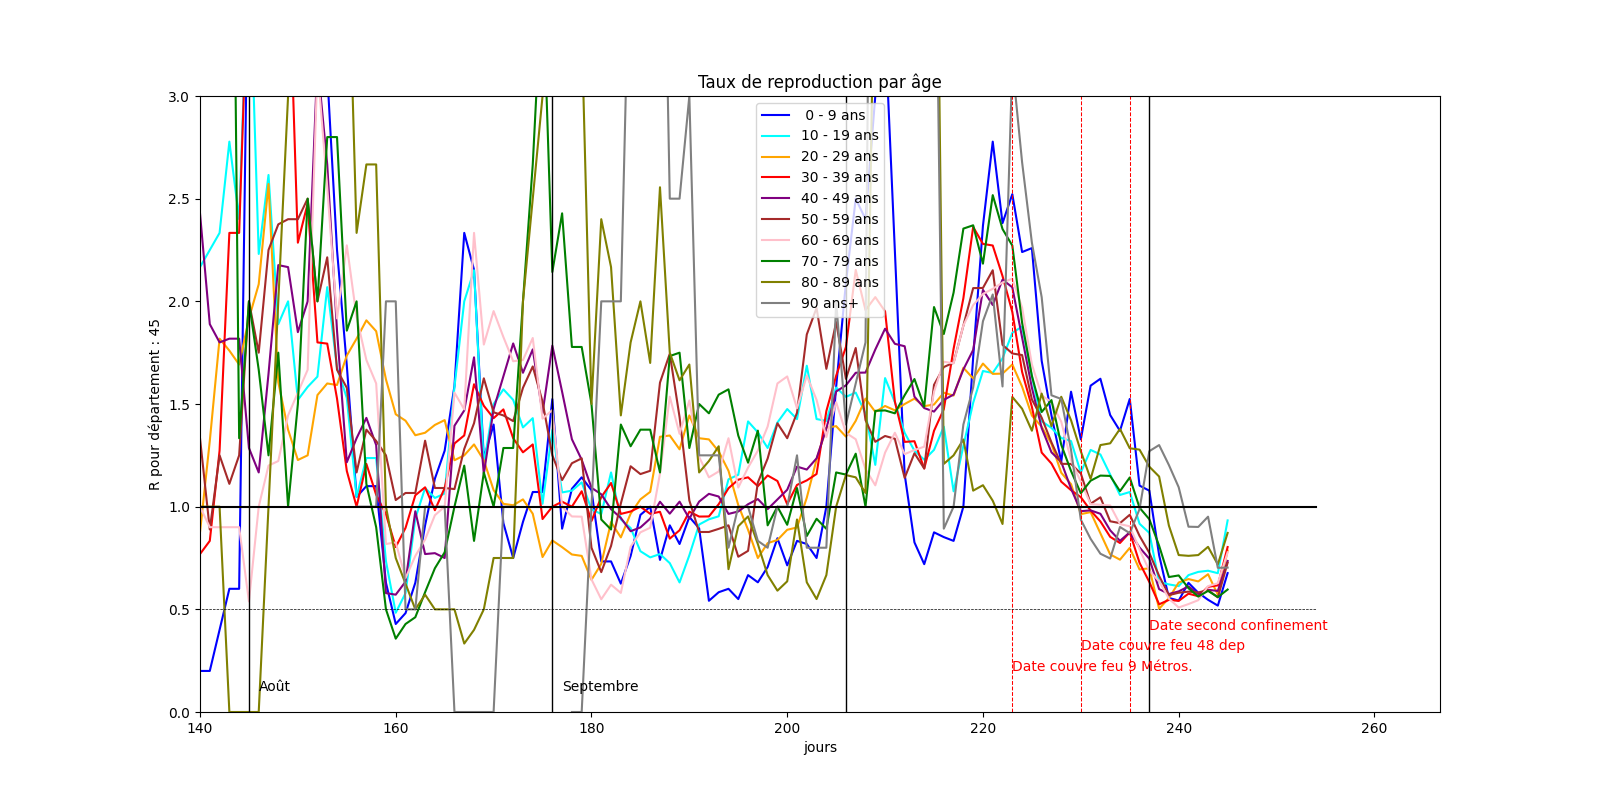 Taux de reproduction par âge
R pour département : 45
3.0
2.5
2.0
1.5
1.0
0.5
0.0
0 - 9 ans
10 - 19 ans
20 - 29 ans
30 - 39 ans
40 - 49 ans
50 - 59 ans
60 - 69 ans
70 - 79 ans
80 - 89 ans
90 ans+
Date second confinement
Date couvre feu 48 dep
Date couvre feu 9 Métros.
Août
Septembre
140
160
180
200
220
240
260
jours